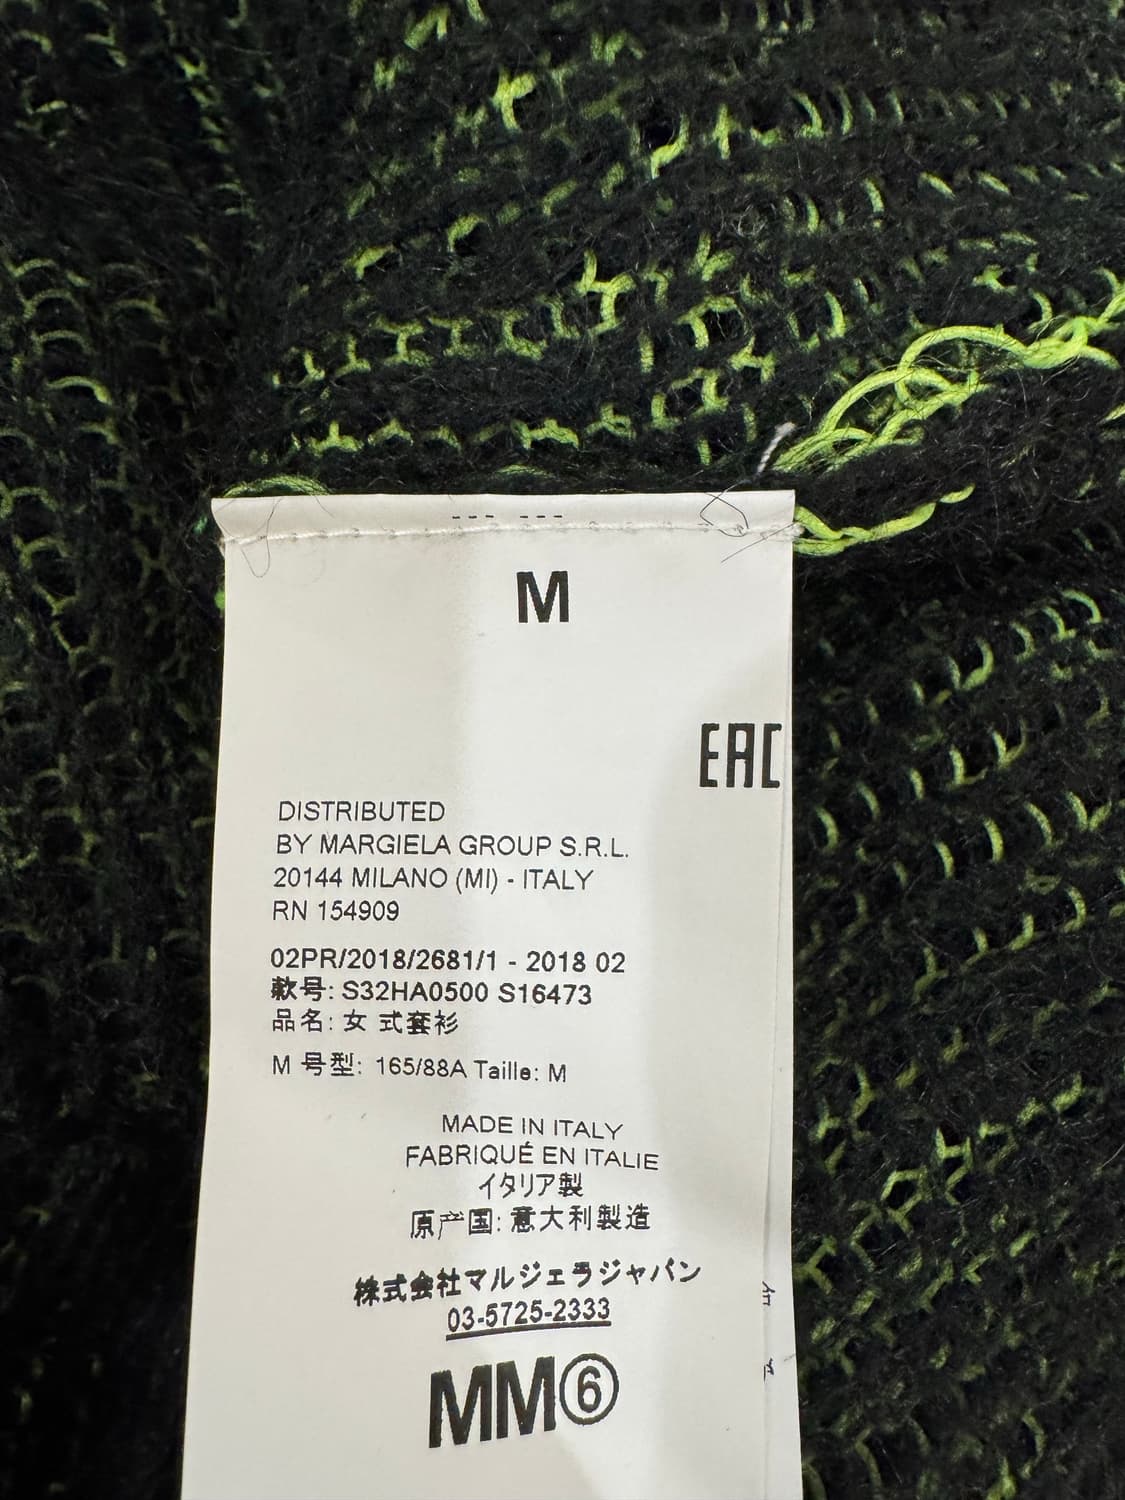 M
EAC
DISTRIBUTED
BY MARGIELA GROUP S.R.L.
20144 MILANO (MI) - ITALY
RN 154909
02PR/2018/2681/1 - 2018 02
款号: S32HA0500 S16473
品名: 女 式套衫
M 号型: 165/88A Taille: M
MADE IN ITALY
FABRIQUÉ EN ITALIE
イタリア製
原产国: 意大利製造
株式会社マルジェラジャパン
03-5725-2333
MM⑥